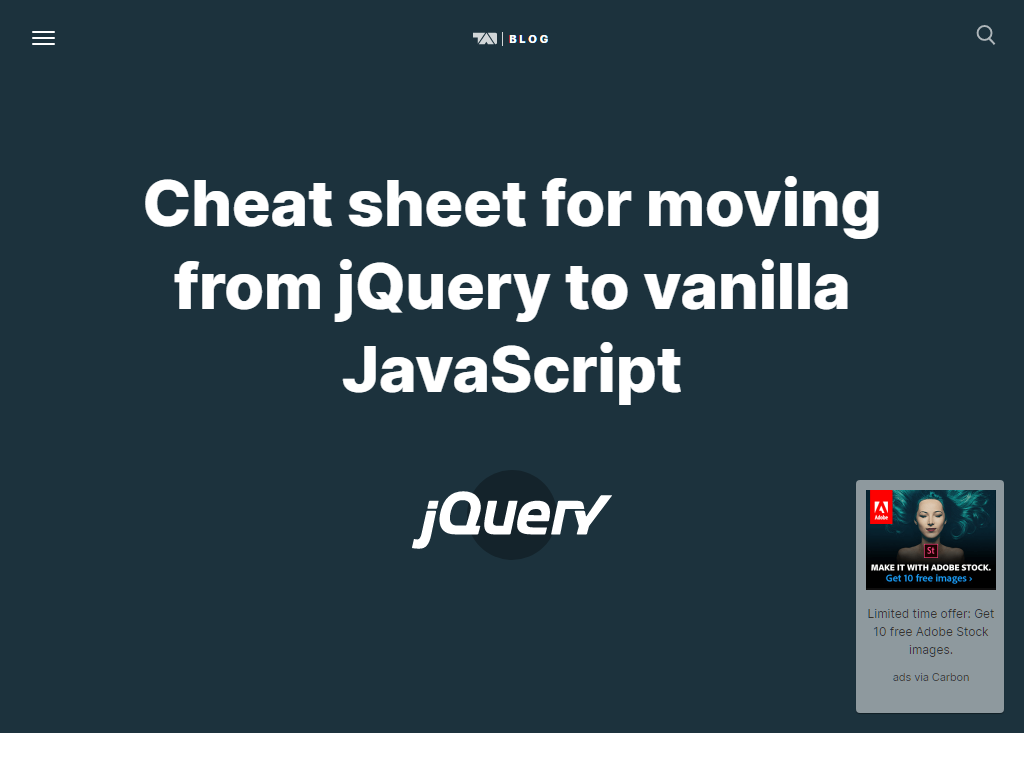 BLOG
Cheat sheet for moving
from jQuery to vanilla
JavaScript
jQuery
Adobe
St
MAKE IT WITH ADOBE STOCK.
Get 10 free images ›
Limited time offer: Get
10 free Adobe Stock
images.
ads via Carbon